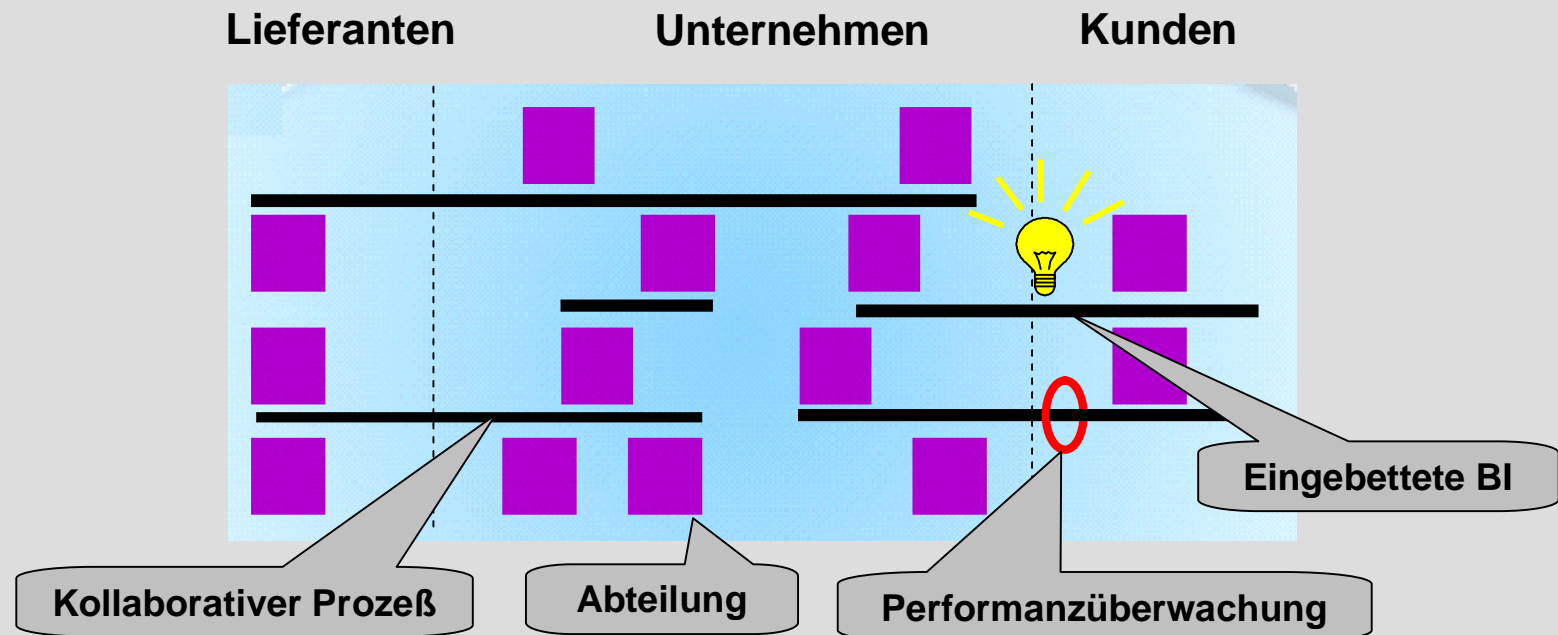 Lieferanten
Unternehmen
Kunden
Eingebettete BI
Kollaborativer Prozeß
Abteilung
Performanzüberwachung